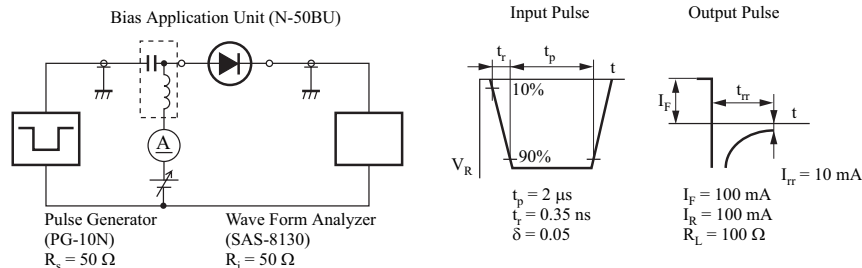 Bias Application Unit (N-50BU)
A
Pulse Generator
(PG-10N)
R_s = 50 Ω
Wave Form Analyzer
(SAS-8130)
R_i = 50 Ω
Input Pulse
t_r
t_p
t
10%
90%
V_R
t_p = 2 μs
t_r = 0.35 ns
δ = 0.05
Output Pulse
I_F
t_rr
t
I_rr = 10 mA
I_F = 100 mA
I_R = 100 mA
R_L = 100 Ω